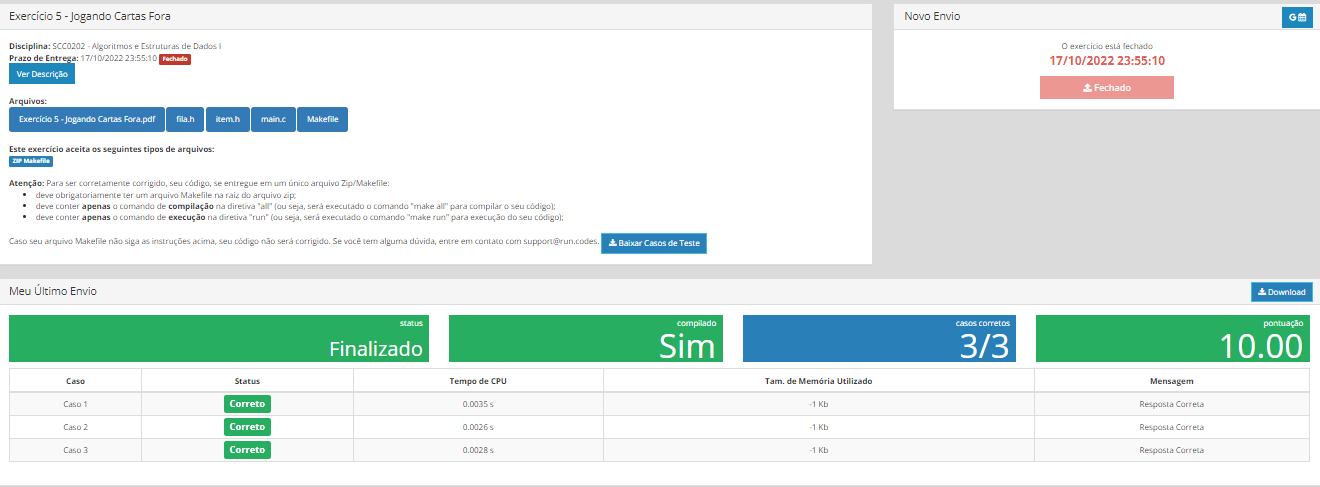 Exercício 5 - Jogando Cartas Fora
Disciplina: SCC0202 - Algoritmos e Estruturas de Dados I
Prazo de Entrega: 17/10/2022 23:55:10 Fechado
Ver Descrição
Arquivos:
Exercício 5 - Jogando Cartas Fora.pdf fila.h item.h main.c Makefile
Este exercício aceita os seguintes tipos de arquivos:
ZIP Makefile
Atenção: Para ser corretamente corrigido, seu código, se entregue em um único arquivo Zip/Makefile:
deve obrigatoriamente ter um arquivo Makefile na raíz do arquivo zip;
deve conter apenas o comando de compilação na diretiva "all" (ou seja, será executado o comando "make all" para compilar o seu código);
deve conter apenas o comando de execução na diretiva "run" (ou seja, será executado o comando "make run" para execução do seu código);
Caso seu arquivo Makefile não siga as instruções acima, seu código não será corrigido. Se você tem alguma dúvida, entre em contato com support@run.codes. Baixar Casos de Teste
Novo Envio
G
O exercício está fechado
17/10/2022 23:55:10
Fechado
Meu Último Envio
Download
status
Finalizado
compilado
Sim
casos corretos
3/3
pontuação
10.00
Caso Status Tempo de CPU Tam. de Memória Utilizado Mensagem
Caso 1 Correto 0.0035 s -1 Kb Resposta Correta
Caso 2 Correto 0.0026 s -1 Kb Resposta Correta
Caso 3 Correto 0.0028 s -1 Kb Resposta Correta